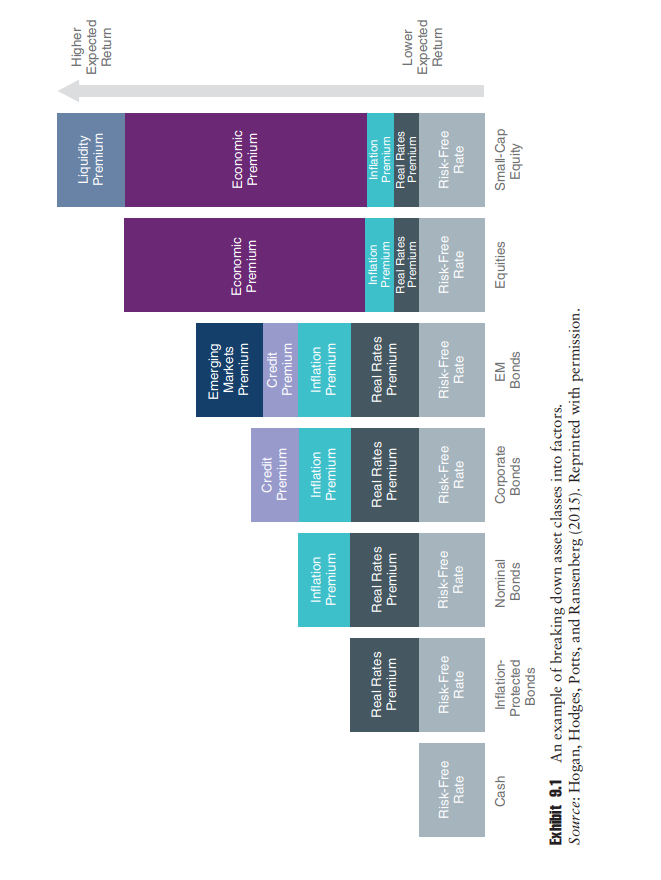 Higher
Expected
Return
Lower
Expected
Return
Risk-Free
Rate
Cash
Real Rates
Premium
Risk-Free
Rate
Inflation-
Protected
Bonds
Inflation
Premium
Real Rates
Premium
Risk-Free
Rate
Nominal
Bonds
Credit
Premium
Inflation
Premium
Real Rates
Premium
Risk-Free
Rate
Corporate
Bonds
Emerging
Markets
Premium
Credit
Premium
Inflation
Premium
Real Rates
Premium
Risk-Free
Rate
EM
Bonds
Economic
Premium
Inflation
Premium
Real Rates
Premium
Risk-Free
Rate
Equities
Liquidity
Premium
Economic
Premium
Inflation
Premium
Real Rates
Premium
Risk-Free
Rate
Small-Cap
Equity
Exhibit 9.1 An example of breaking down asset classes into factors.
Source: Hogan, Hodges, Potts, and Ransenberg (2015). Reprinted with permission.